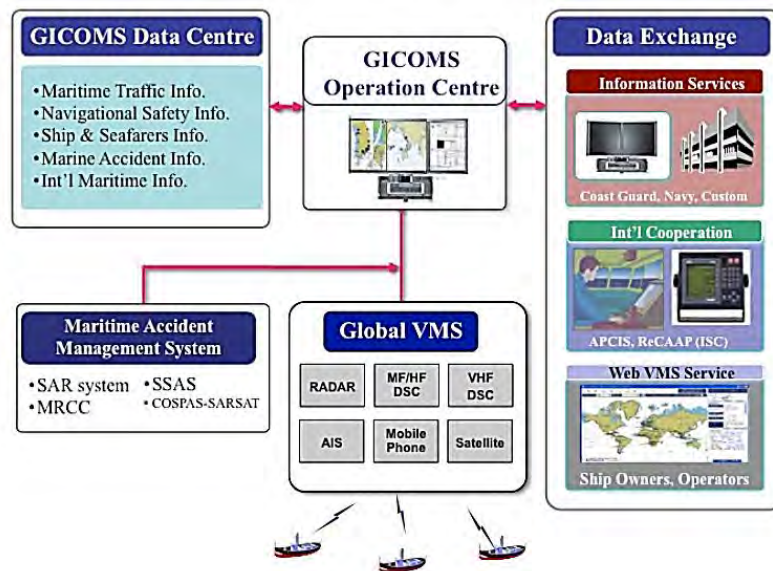 GICOMS Data Centre
•Maritime Traffic Info.
•Navigational Safety Info.
•Ship & Seafarers Info.
•Marine Accident Info.
•Int'l Maritime Info.
GICOMS
Operation Centre
Data Exchange
Information Services
Coast Guard, Navy, Custom
Int'l Cooperation
APCIS, ReCAAP (ISC)
Web VMS Service
Ship Owners, Operators
Maritime Accident
Management System
•SAR system
•SSAS
•MRCC
•COSPAS-SARSAT
Global VMS
RADAR
MF/HF
DSC
VHF
DSC
AIS
Mobile
Phone
Satellite